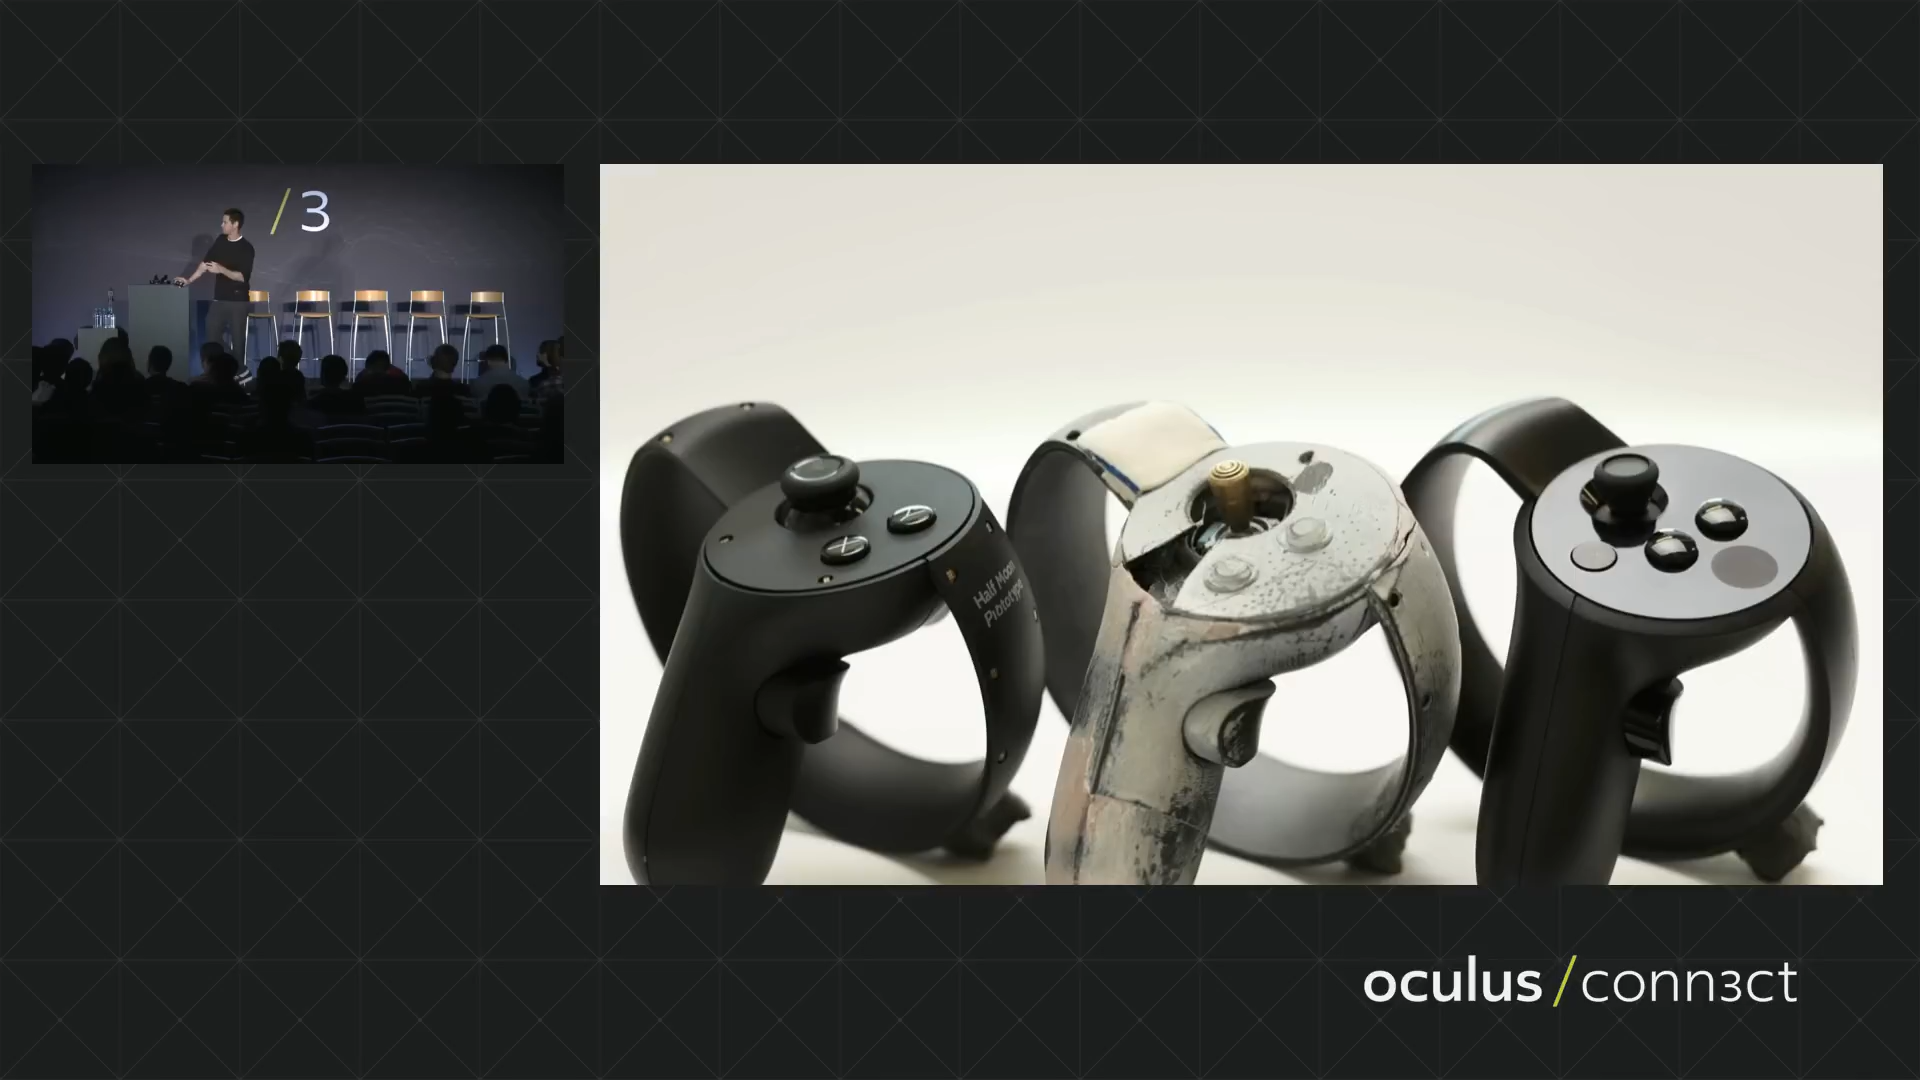 /3
Half Moon
Prototype
oculus /conn3ct